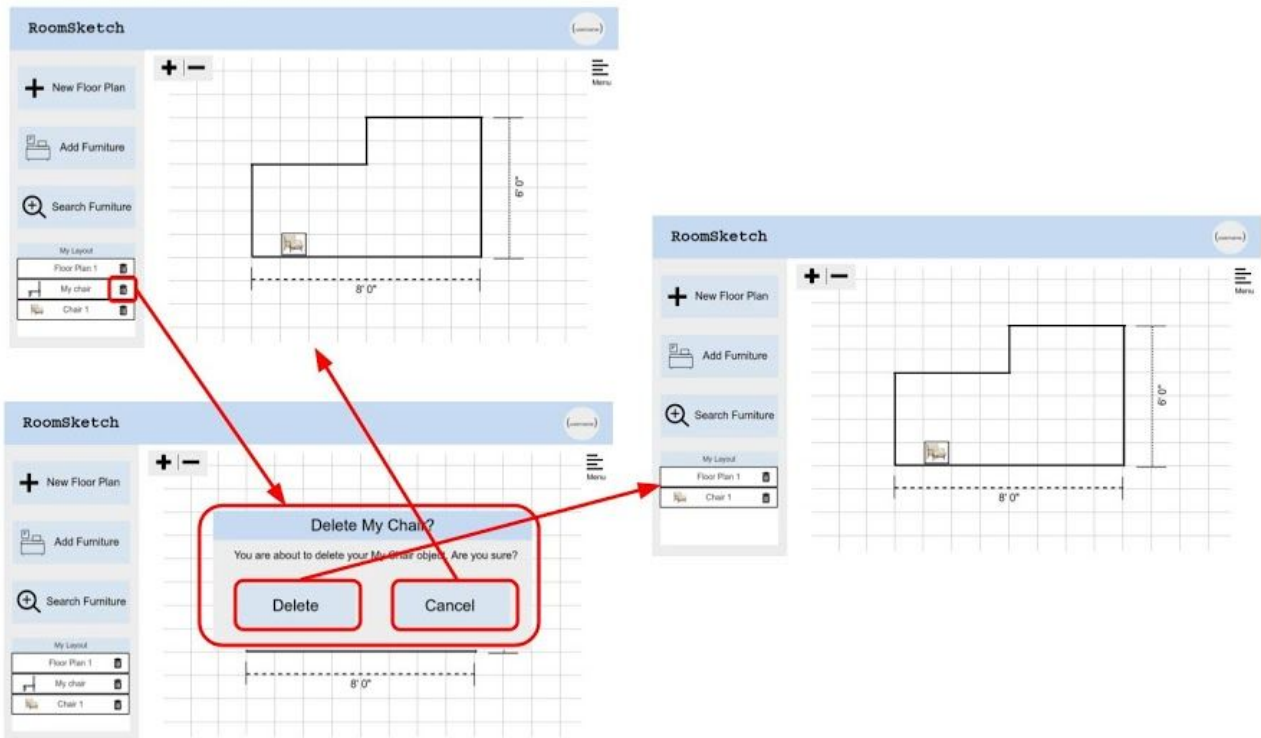 RoomSketch
New Floor Plan
Menu
Add Furniture
6' 0"
Search Furniture
My Layout
Floor Plan 1
My chair
8' 0"
Chair 1
RoomSketch
New Floor Plan
Menu
Add Furniture
6' 0"
Search Furniture
My Layout
Floor Plan 1
Chair 1
8' 0"
RoomSketch
New Floor Plan
Menu
Delete My Chair?
Add Furniture
You are about to delete your My Chair object. Are you sure?
Search Furniture
Delete
Cancel
My Layout
Floor Plan 1
My chair
8' 0"
Chair 1